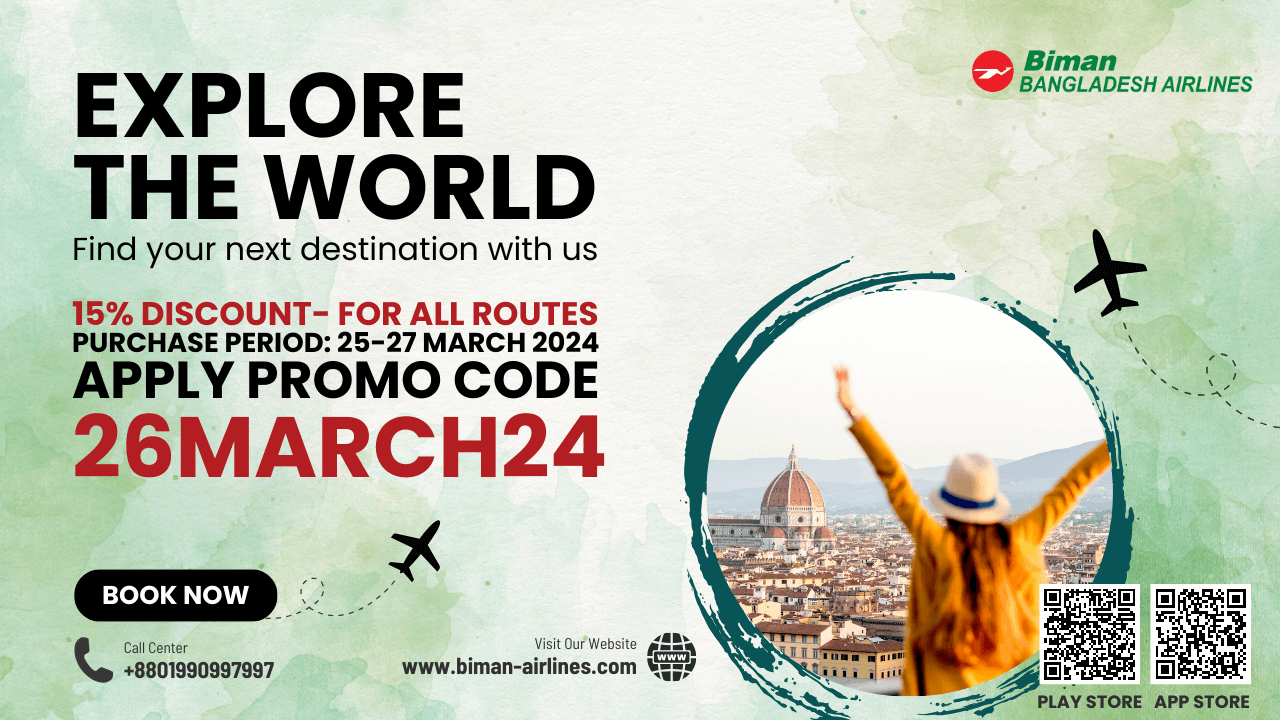 EXPLORE
THE WORLD
Find your next destination with us
15% DISCOUNT- FOR ALL ROUTES
PURCHASE PERIOD: 25-27 MARCH 2024
APPLY PROMO CODE
26MARCH24
BOOK NOW
Call Center
+8801990997997
Visit Our Website
www.biman-airlines.com
WWW
Biman
BANGLADESH AIRLINES
PLAY STORE
APP STORE